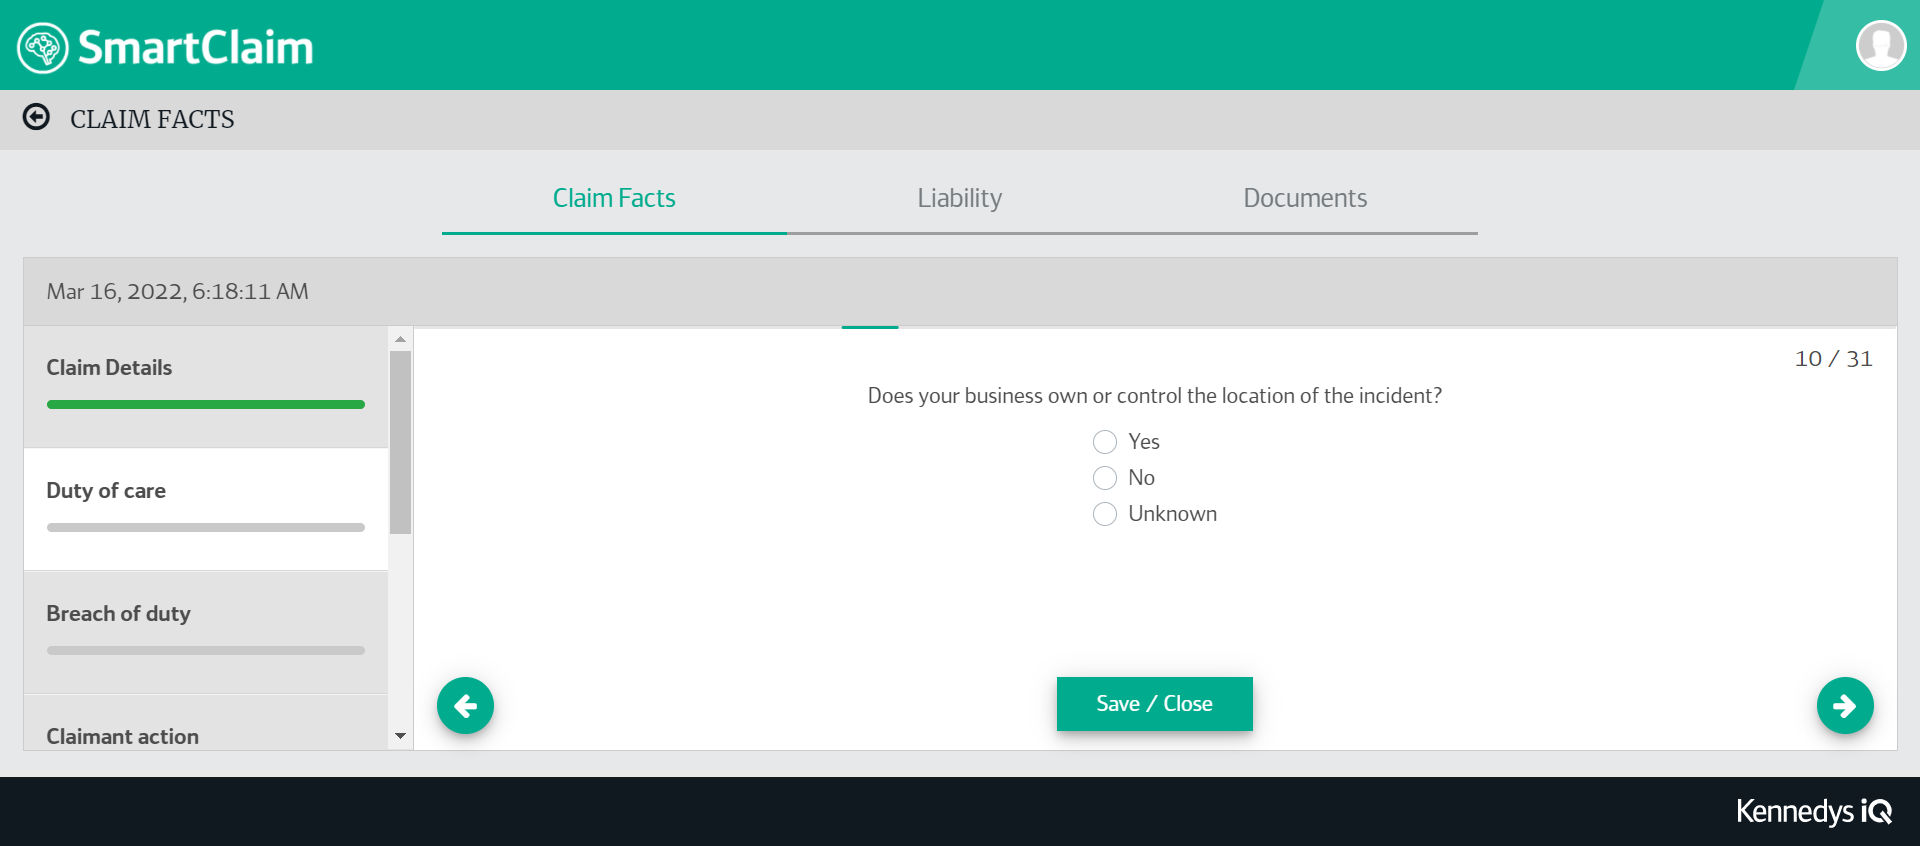 SmartClaim
CLAIM FACTS
Claim Facts
Liability
Documents
Mar 16, 2022, 6:18:11 AM
Claim Details
Duty of care
Breach of duty
Claimant action
10 / 31
Does your business own or control the location of the incident?
Yes
No
Unknown
Save / Close
Kennedys iQ